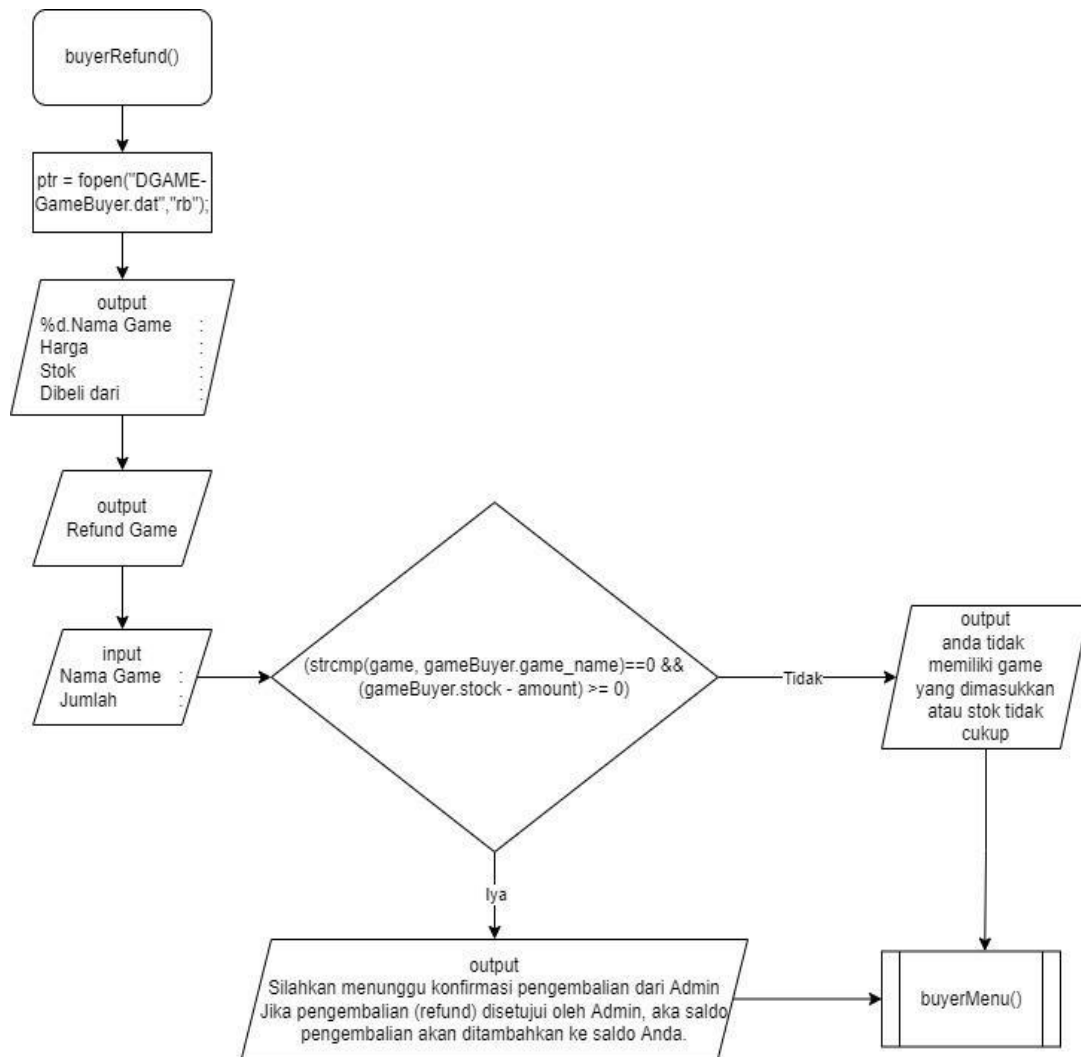 buyerRefund()
ptr = fopen("DGAME-
GameBuyer.dat","rb");
output
%d.Nama Game :
Harga :
Stok :
Dibeli dari :
output
Refund Game
input
Nama Game :
Jumlah :
(strcmp(game, gameBuyer.game_name)==0 &&
(gameBuyer.stock - amount) >= 0)
Tidak
output
anda tidak
memiliki game
yang dimasukkan
atau stok tidak
cukup
Iya
output
Silahkan menunggu konfirmasi pengembalian dari Admin
Jika pengembalian (refund) disetujui oleh Admin, aka saldo
pengembalian akan ditambahkan ke saldo Anda.
buyerMenu()